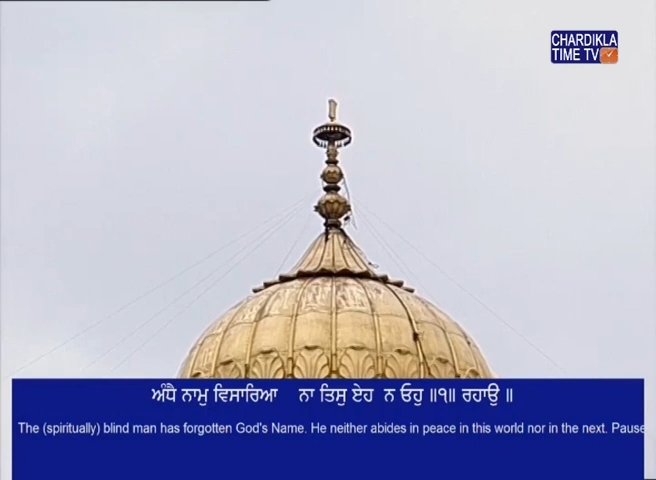 CHARDIKLA
TIME TV
ਅੰਧੈ ਨਾਮੁ ਵਿਸਾਰਿਆ ਨਾ ਤਿਸੁ ਏਹ ਨ ਓਹੁ ॥੧॥ ਰਹਾਉ ॥
The (spiritually) blind man has forgotten God's Name. He neither abides in peace in this world nor in the next. Pause